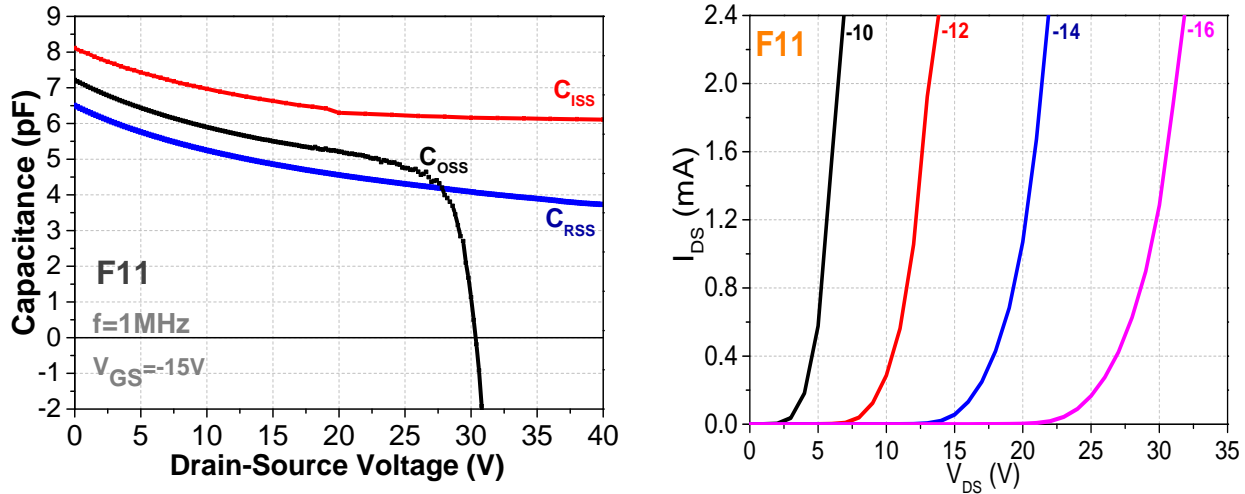 9
8
7
6
5
4
3
2
1
0
-1
-2
Capacitance (pF)
C_ISS
C_OSS
C_RSS
F11
f=1MHz
V_GS=-15V
0 5 10 15 20 25 30 35 40
Drain-Source Voltage (V)
2.4
2.0
1.6
1.2
0.8
0.4
0.0
I_DS (mA)
F11
-10 -12 -14 -16
0 5 10 15 20 25 30 35
V_DS (V)